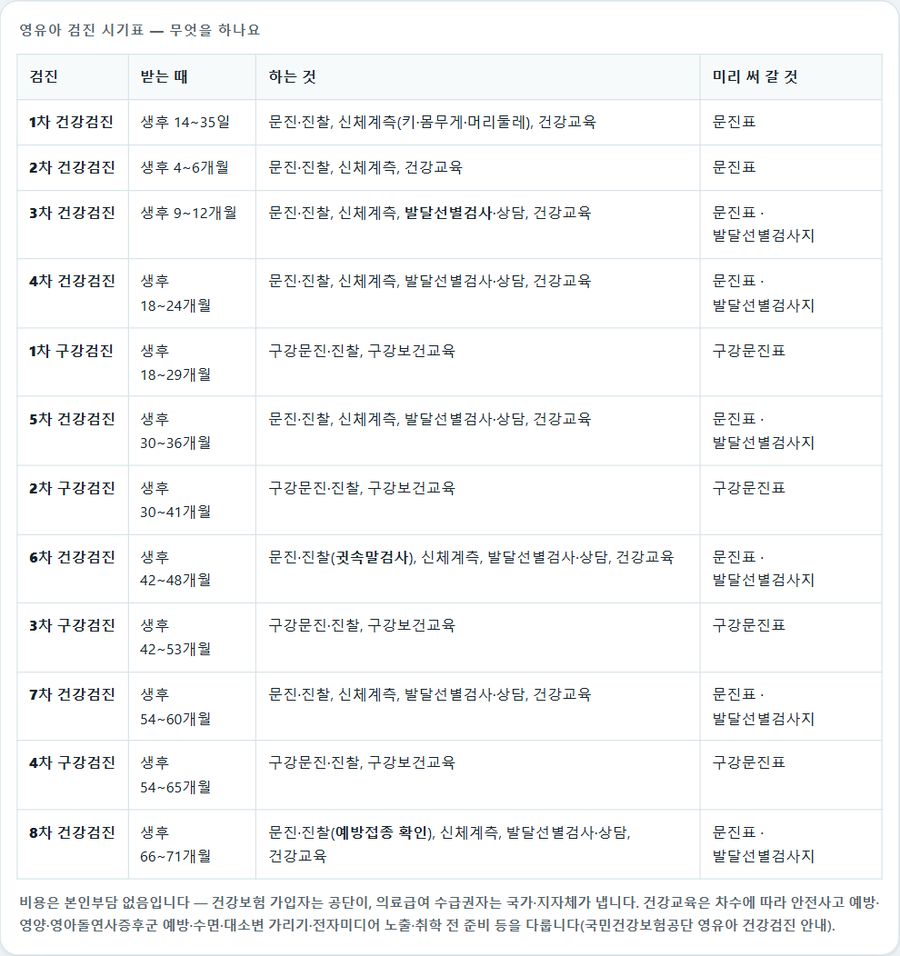 영유아 검진 시기표 — 무엇을 하나요
검진 받는 때 하는 것 미리 써 갈 것
1차 건강검진 생후 14~35일 문진·진찰, 신체계측(키·몸무게·머리둘레), 건강교육 문진표
2차 건강검진 생후 4~6개월 문진·진찰, 신체계측, 건강교육 문진표
3차 건강검진 생후 9~12개월 문진·진찰, 신체계측, 발달선별검사·상담, 건강교육 문진표 ·
발달선별검사지
4차 건강검진 생후 문진·진찰, 신체계측, 발달선별검사·상담, 건강교육 문진표 ·
18~24개월 발달선별검사지
1차 구강검진 생후 구강문진·진찰, 구강보건교육 구강문진표
18~29개월
5차 건강검진 생후 문진·진찰, 신체계측, 발달선별검사·상담, 건강교육 문진표 ·
30~36개월 발달선별검사지
2차 구강검진 생후 구강문진·진찰, 구강보건교육 구강문진표
30~41개월
6차 건강검진 생후 문진·진찰(귓속말검사), 신체계측, 발달선별검사·상담, 건강교육 문진표 ·
42~48개월 발달선별검사지
3차 구강검진 생후 구강문진·진찰, 구강보건교육 구강문진표
42~53개월
7차 건강검진 생후 문진·진찰, 신체계측, 발달선별검사·상담, 건강교육 문진표 ·
54~60개월 발달선별검사지
4차 구강검진 생후 구강문진·진찰, 구강보건교육 구강문진표
54~65개월
8차 건강검진 생후 문진·진찰(예방접종 확인), 신체계측, 발달선별검사·상담, 문진표 ·
66~71개월 건강교육 발달선별검사지
비용은 본인부담 없음입니다 — 건강보험 가입자는 공단이, 의료급여 수급권자는 국가·지자체가 냅니다. 건강교육은 차수에 따라 안전사고 예방·
영양·영아돌연사증후군 예방·수면·대소변 가리기·전자미디어 노출·취학 전 준비 등을 다룹니다(국민건강보험공단 영유아 건강검진 안내).